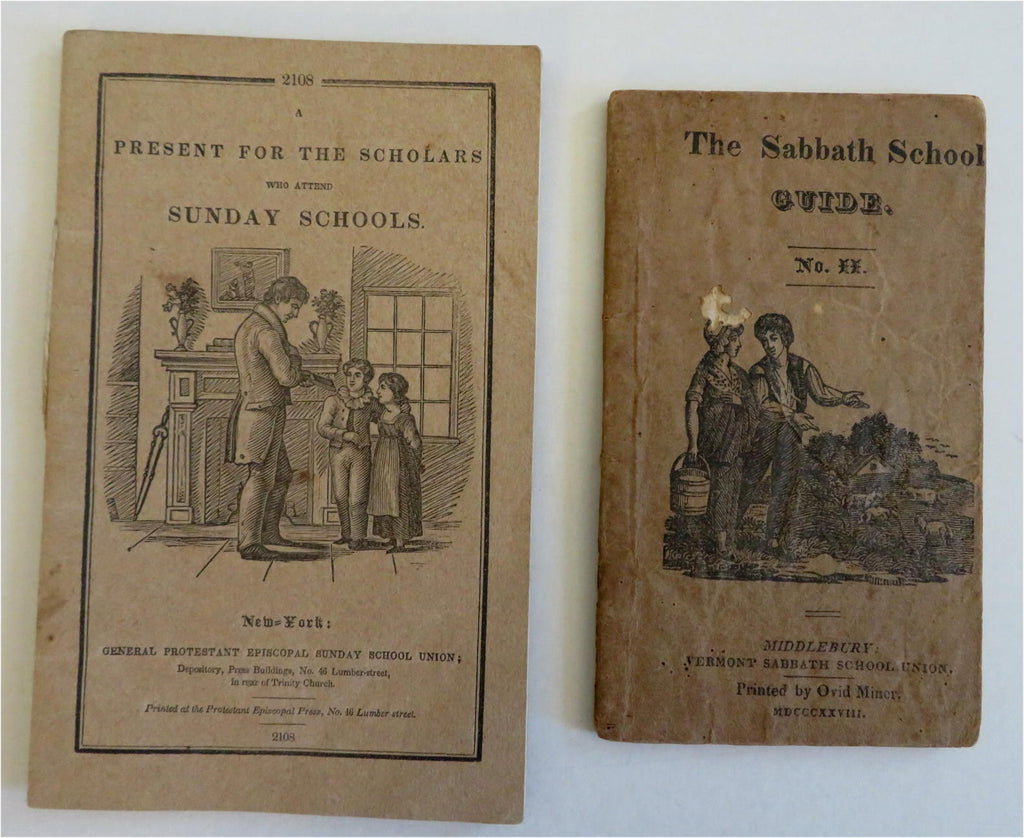 2108
A
PRESENT FOR THE SCHOLARS
WHO ATTEND
SUNDAY SCHOOLS.
New=York:
GENERAL PROTESTANT EPISCOPAL SUNDAY SCHOOL UNION;
Depository, Press Buildings, No. 46 Lumber-street,
in rear of Trinity Church.
Printed at the Protestant Episcopal Press, No. 46 Lumber street.
2108
The Sabbath School
GUIDE.
No. II.
MIDDLEBURY:
VERMONT SABBATH SCHOOL UNION.
Printed by Ovid Miner.
MDCCCXXVIII.